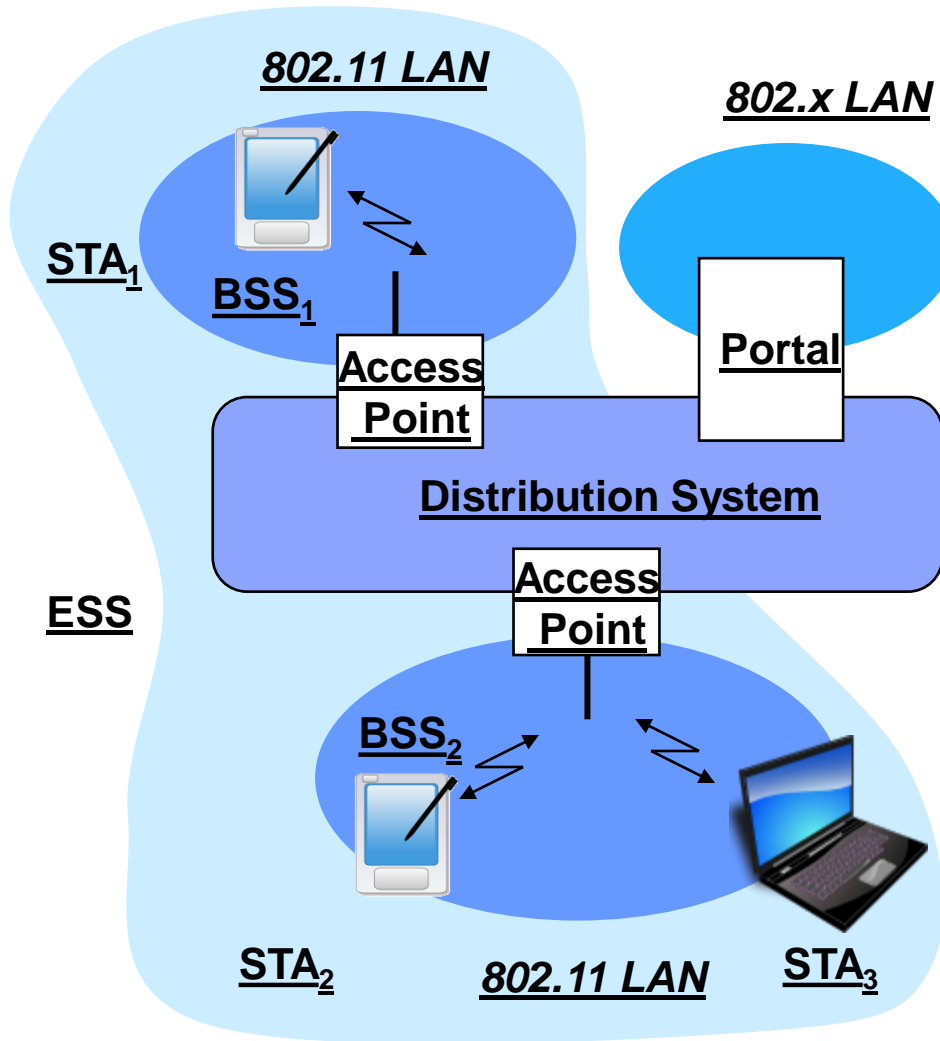 802.11 LAN
802.x LAN
STA1
BSS1
Access
Point
Portal
Distribution System
Access
Point
ESS
BSS2
STA2
802.11 LAN
STA3